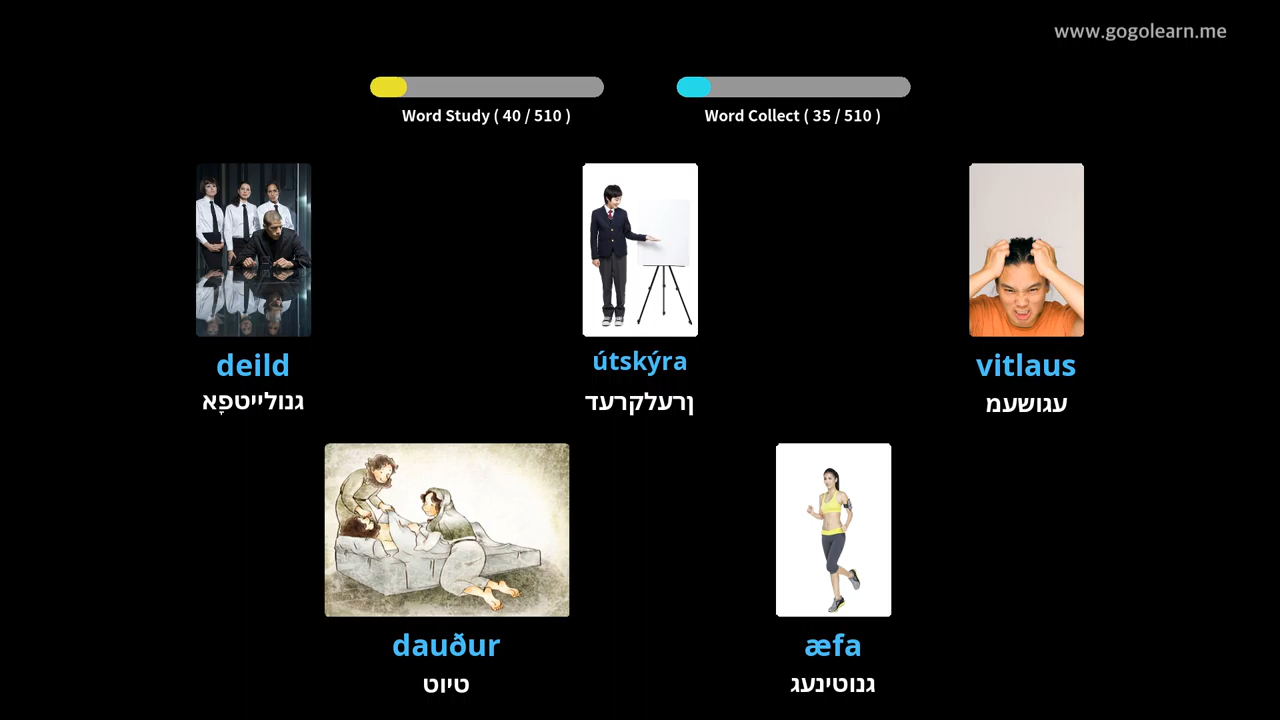 www.gogolearn.me
Word Study ( 40 / 510 )
Word Collect ( 35 / 510 )
deild
גנולייטפָא
útskýra
ןרעלקרעד
vitlaus
עגושעמ
dauður
טיוט
æfa
גנוטינעג